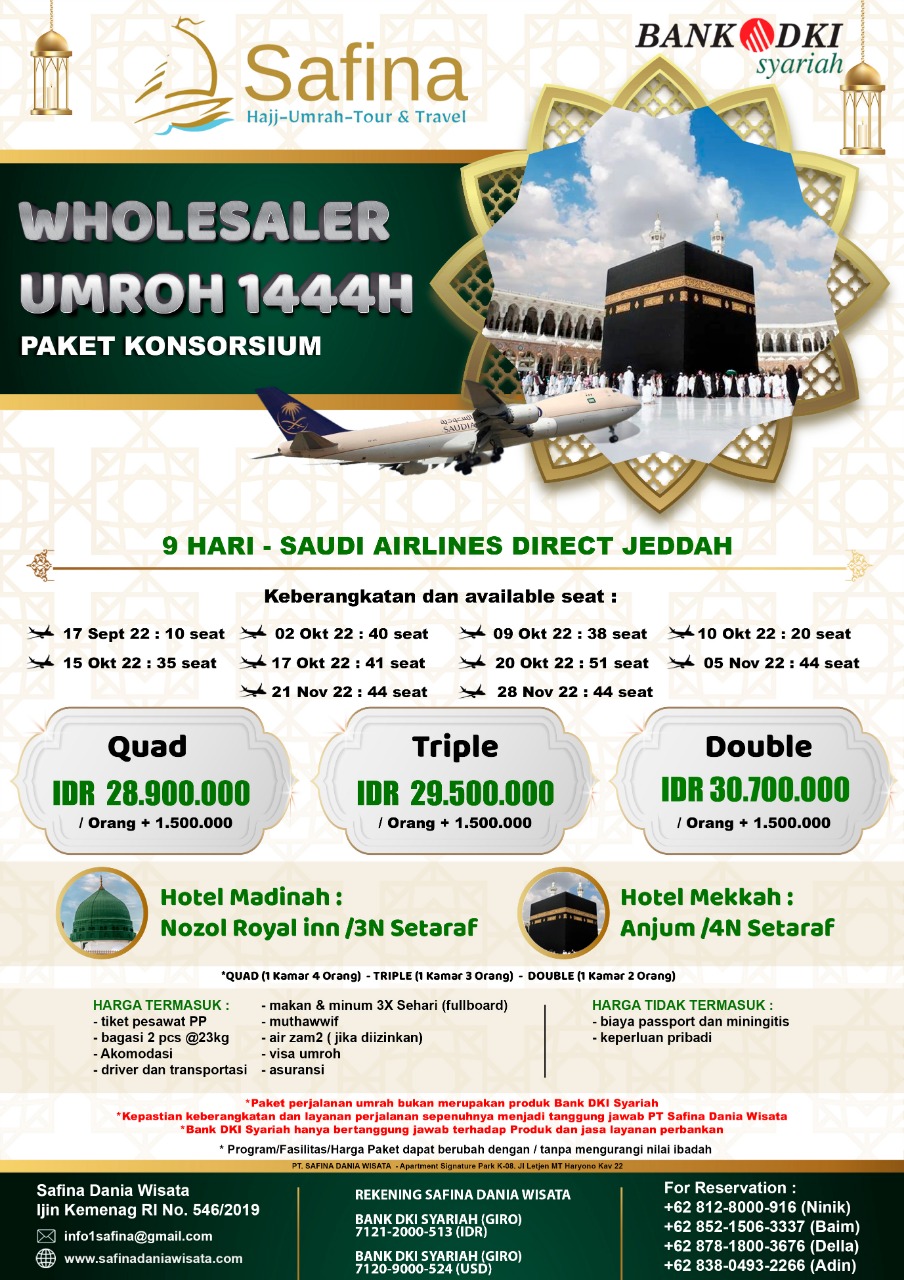 Safina
Hajj-Umrah-Tour & Travel
BANK DKI
syariah
WHOLESALER
UMROH 1444H
PAKET KONSORSIUM
السعودية
SAUDIA
9 HARI - SAUDI AIRLINES DIRECT JEDDAH
Keberangkatan dan available seat :
17 Sept 22 : 10 seat 02 Okt 22 : 40 seat 09 Okt 22 : 38 seat 10 Okt 22 : 20 seat
15 Okt 22 : 35 seat 17 Okt 22 : 41 seat 20 Okt 22 : 51 seat 05 Nov 22 : 44 seat
21 Nov 22 : 44 seat 28 Nov 22 : 44 seat
Quad
IDR 28.900.000
/ Orang + 1.500.000
Triple
IDR 29.500.000
/ Orang + 1.500.000
Double
IDR 30.700.000
/ Orang + 1.500.000
Hotel Madinah :
Nozol Royal inn /3N Setaraf
Hotel Mekkah :
Anjum /4N Setaraf
*QUAD (1 Kamar 4 Orang) - TRIPLE (1 Kamar 3 Orang) - DOUBLE (1 Kamar 2 Orang)
HARGA TERMASUK :
- tiket pesawat PP
- bagasi 2 pcs @23kg
- Akomodasi
- driver dan transportasi
- makan & minum 3X Sehari (fullboard)
- muthawwif
- air zam2 ( jika diizinkan)
- visa umroh
- asuransi
HARGA TIDAK TERMASUK :
- biaya passport dan miningitis
- keperluan pribadi
*Paket perjalanan umrah bukan merupakan produk Bank DKI Syariah
*Kepastian keberangkatan dan layanan perjalanan sepenuhnya menjadi tanggung jawab PT Safina Dania Wisata
*Bank DKI Syariah hanya bertanggung jawab terhadap Produk dan jasa layanan perbankan
* Program/Fasilitas/Harga Paket dapat berubah dengan / tanpa mengurangi nilai ibadah
PT. SAFINA DANIA WISATA - Apartment Signature Park K-08. Jl Letjen MT Haryono Kav 22
Safina Dania Wisata
Ijin Kemenag RI No. 546/2019
info1safina@gmail.com
www.safinadaniawisata.com
REKENING SAFINA DANIA WISATA
BANK DKI SYARIAH (GIRO)
7121-2000-513 (IDR)
BANK DKI SYARIAH (GIRO)
7120-9000-524 (USD)
For Reservation :
+62 812-8000-916 (Ninik)
+62 852-1506-3337 (Baim)
+62 878-1800-3676 (Della)
+62 838-0493-2266 (Adin)